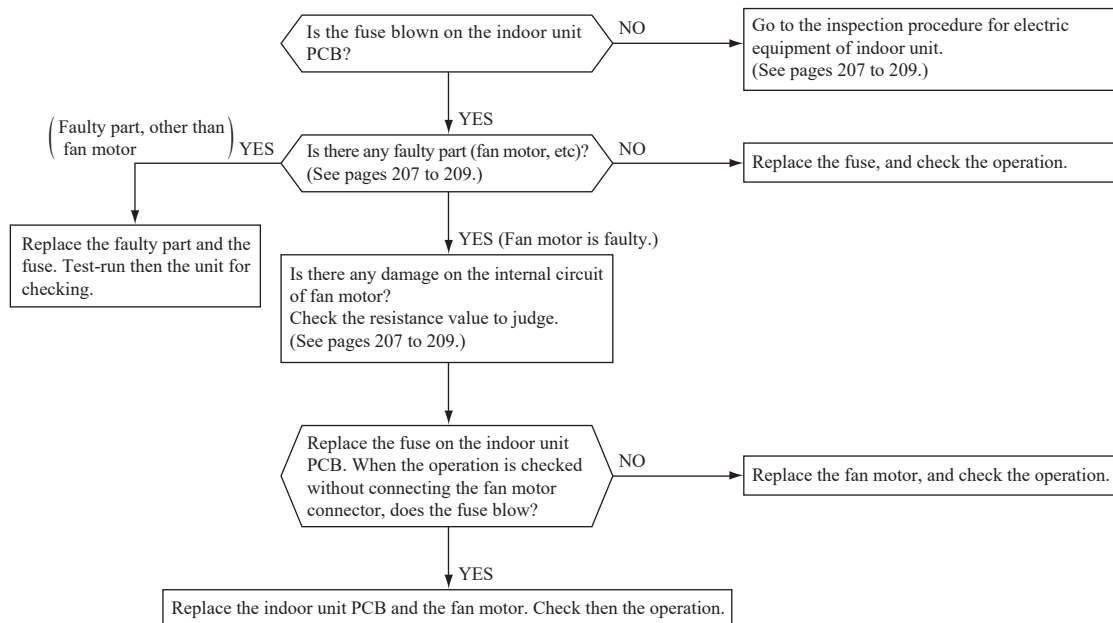 Is the fuse blown on the indoor unit
PCB?
NO
Go to the inspection procedure for electric
equipment of indoor unit.
(See pages 207 to 209.)
YES
(Faulty part, other than
fan motor)
YES
Is there any faulty part (fan motor, etc)?
(See pages 207 to 209.)
NO
Replace the fuse, and check the operation.
Replace the faulty part and the
fuse. Test-run then the unit for
checking.
YES (Fan motor is faulty.)
Is there any damage on the internal circuit
of fan motor?
Check the resistance value to judge.
(See pages 207 to 209.)
Replace the fuse on the indoor unit
PCB. When the operation is checked
without connecting the fan motor
connector, does the fuse blow?
NO
Replace the fan motor, and check the operation.
YES
Replace the indoor unit PCB and the fan motor. Check then the operation.